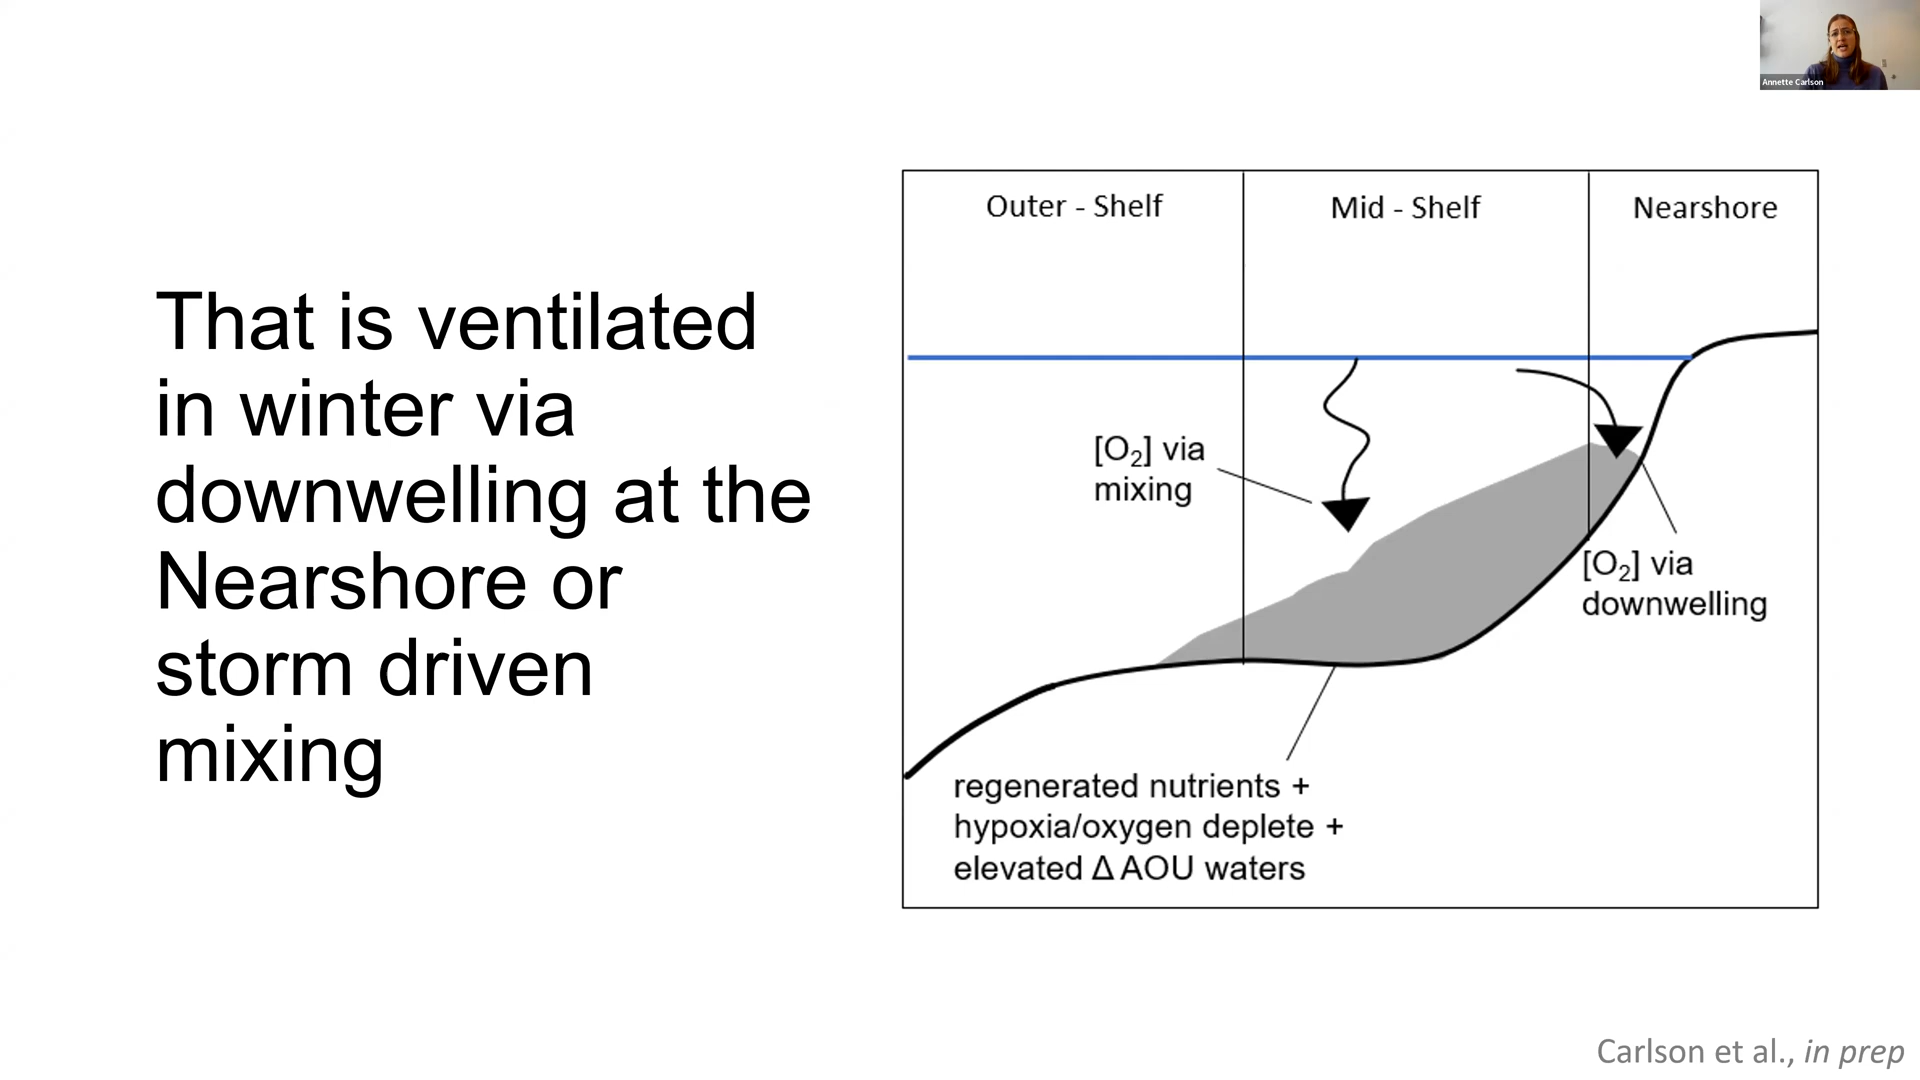 Annette Carlson
That is ventilated
in winter via
downwelling at the
Nearshore or
storm driven
mixing
Outer - Shelf
Mid - Shelf
Nearshore
[O₂] via
mixing
[O₂] via
downwelling
regenerated nutrients +
hypoxia/oxygen deplete +
elevated Δ AOU waters
Carlson et al., in prep